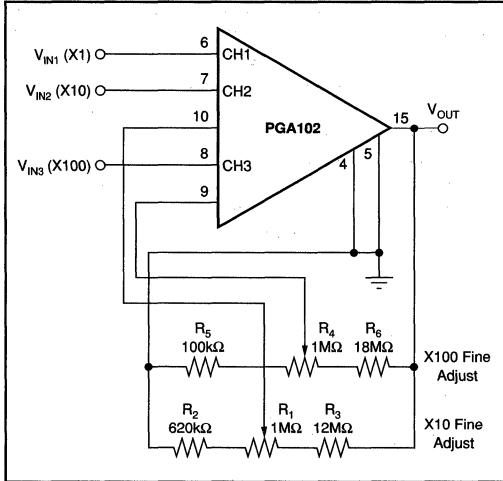 6
V_IN1 (X1)
CH1
7
V_IN2 (X10)
CH2
10
PGA102
15
V_OUT
8
V_IN3 (X100)
CH3
4
5
9
R5
100kΩ
R4
1MΩ
R6
18MΩ
X100 Fine
Adjust
R2
620kΩ
R1
1MΩ
R3
12MΩ
X10 Fine
Adjust